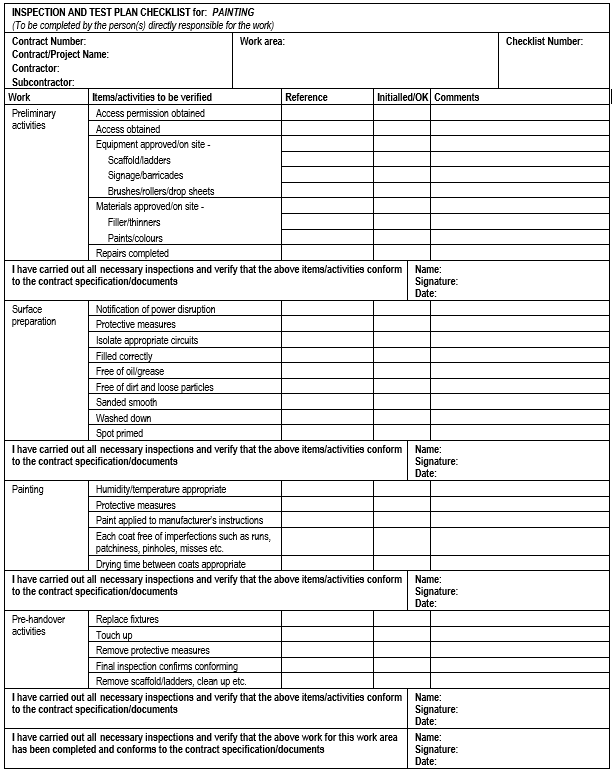 INSPECTION AND TEST PLAN CHECKLIST for: PAINTING
(To be completed by the person(s) directly responsible for the work)
Contract Number:
Contract/Project Name:
Contractor:
Subcontractor:
Work area:
Checklist Number:
Work Items/activities to be verified Reference Initialled/OK Comments
Preliminary
activities
Access permission obtained
Access obtained
Equipment approved/on site -
Scaffold/ladders
Signage/barricades
Brushes/rollers/drop sheets
Materials approved/on site -
Filler/thinners
Paints/colours
Repairs completed
I have carried out all necessary inspections and verify that the above items/activities conform
to the contract specification/documents
Name:
Signature:
Date:
Surface
preparation
Notification of power disruption
Protective measures
Isolate appropriate circuits
Filled correctly
Free of oil/grease
Free of dirt and loose particles
Sanded smooth
Washed down
Spot primed
I have carried out all necessary inspections and verify that the above items/activities conform
to the contract specification/documents
Name:
Signature:
Date:
Painting
Humidity/temperature appropriate
Protective measures
Paint applied to manufacturer's instructions
Each coat free of imperfections such as runs,
patchiness, pinholes, misses etc.
Drying time between coats appropriate
I have carried out all necessary inspections and verify that the above items/activities conform
to the contract specification/documents
Name:
Signature:
Date:
Pre-handover
activities
Replace fixtures
Touch up
Remove protective measures
Final inspection confirms conforming
Remove scaffold/ladders, clean up etc.
I have carried out all necessary inspections and verify that the above items/activities conform
to the contract specification/documents
Name:
Signature:
Date:
I have carried out all necessary inspections and verify that the above work for this work area
has been completed and conforms to the contract specification/documents
Name:
Signature:
Date: